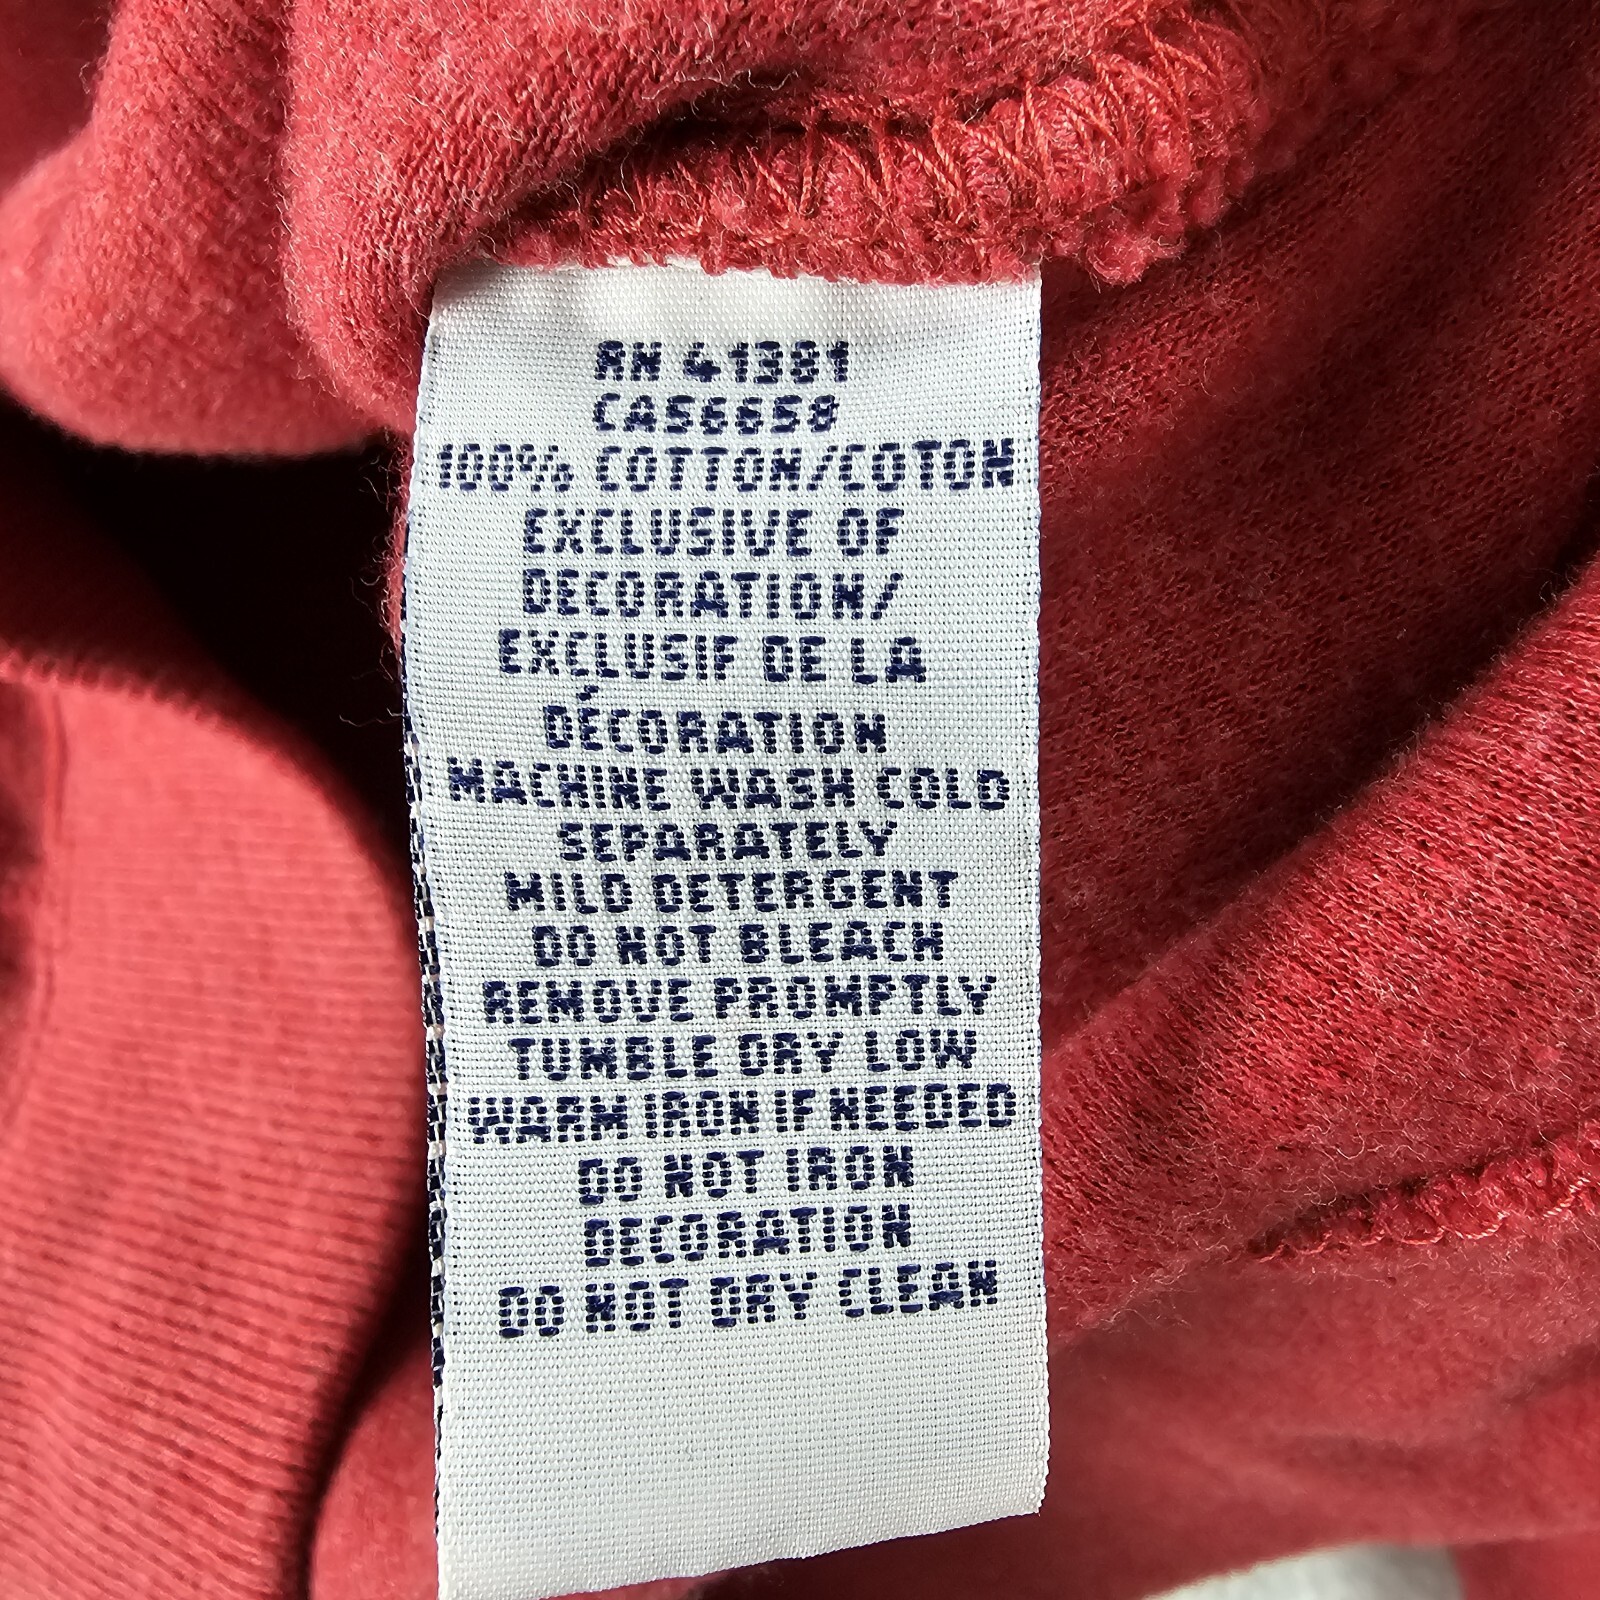 RN 41381
CA56658
100% COTTON/COTON
EXCLUSIVE OF
DECORATION/
EXCLUSIF DE LA
DÉCORATION
MACHINE WASH COLD
SEPARATELY
MILD DETERGENT
DO NOT BLEACH
REMOVE PROMPTLY
TUMBLE DRY LOW
WARM IRON IF NEEDED
DO NOT IRON
DECORATION
DO NOT DRY CLEAN